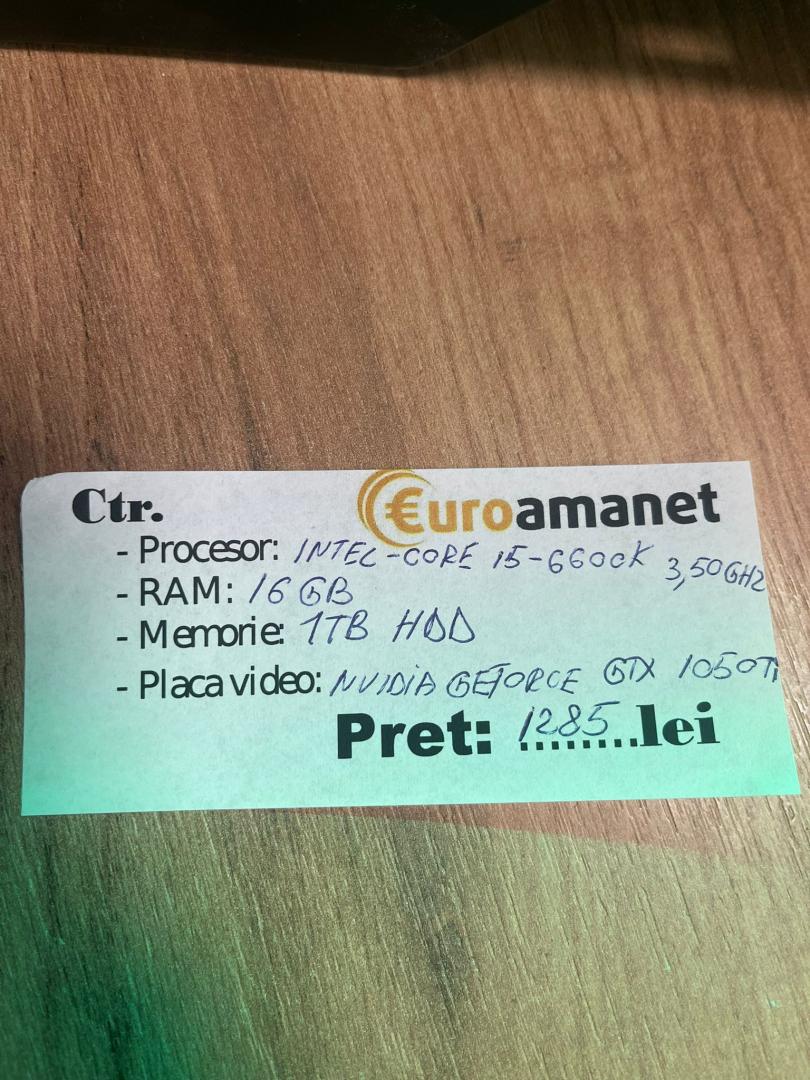 Ctr. €uroamanet
- Procesor: INTEL-CORE i5-6600K 3,50GHz
- RAM: 16 GB
- Memorie: 1TB HDD
- Placa video: NVIDIA GEFORCE GTX 1050Ti
Pret: 1285 lei